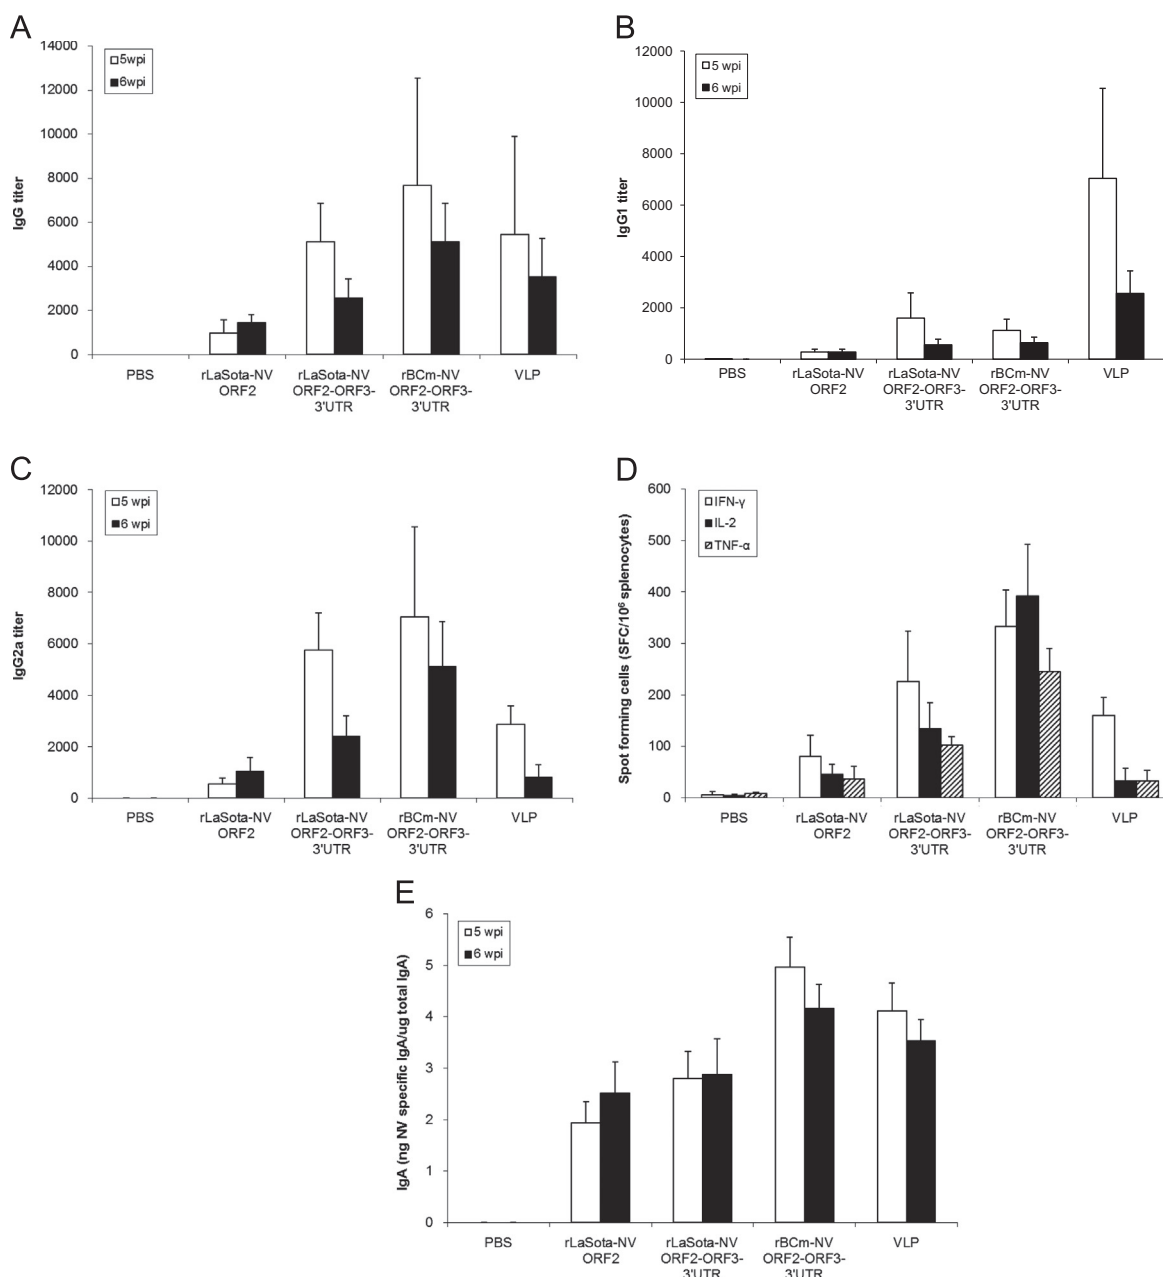 A
14000
12000
10000
8000
6000
4000
2000
0
IgG titer
5wpi
6wpi
PBS
rLaSota-NV
ORF2
rLaSota-NV
ORF2-ORF3-
3'UTR
rBCm-NV
ORF2-ORF3-
3'UTR
VLP
B
12000
10000
8000
6000
4000
2000
0
IgG1 titer
5 wpi
6 wpi
PBS
rLaSota-NV
ORF2
rLaSota-NV
ORF2-ORF3-
3'UTR
rBCm-NV
ORF2-ORF3-
3'UTR
VLP
C
12000
10000
8000
6000
4000
2000
0
IgG2a titer
5 wpi
6 wpi
PBS
rLaSota-NV
ORF2
rLaSota-NV
ORF2-ORF3-
3'UTR
rBCm-NV
ORF2-ORF3-
3'UTR
VLP
D
600
500
400
300
200
100
0
Spot forming cells (SFC/10⁶ splenocytes)
IFN-γ
IL-2
TNF-α
PBS
rLaSota-NV
ORF2
rLaSota-NV
ORF2-ORF3-
3'UTR
rBCm-NV
ORF2-ORF3-
3'UTR
VLP
E
6
5
4
3
2
1
0
IgA (ng NV specific IgA/ug total IgA)
5 wpi
6 wpi
PBS
rLaSota-NV
ORF2
rLaSota-NV
ORF2-ORF3-
3'UTR
rBCm-NV
ORF2-ORF3-
3'UTR
VLP